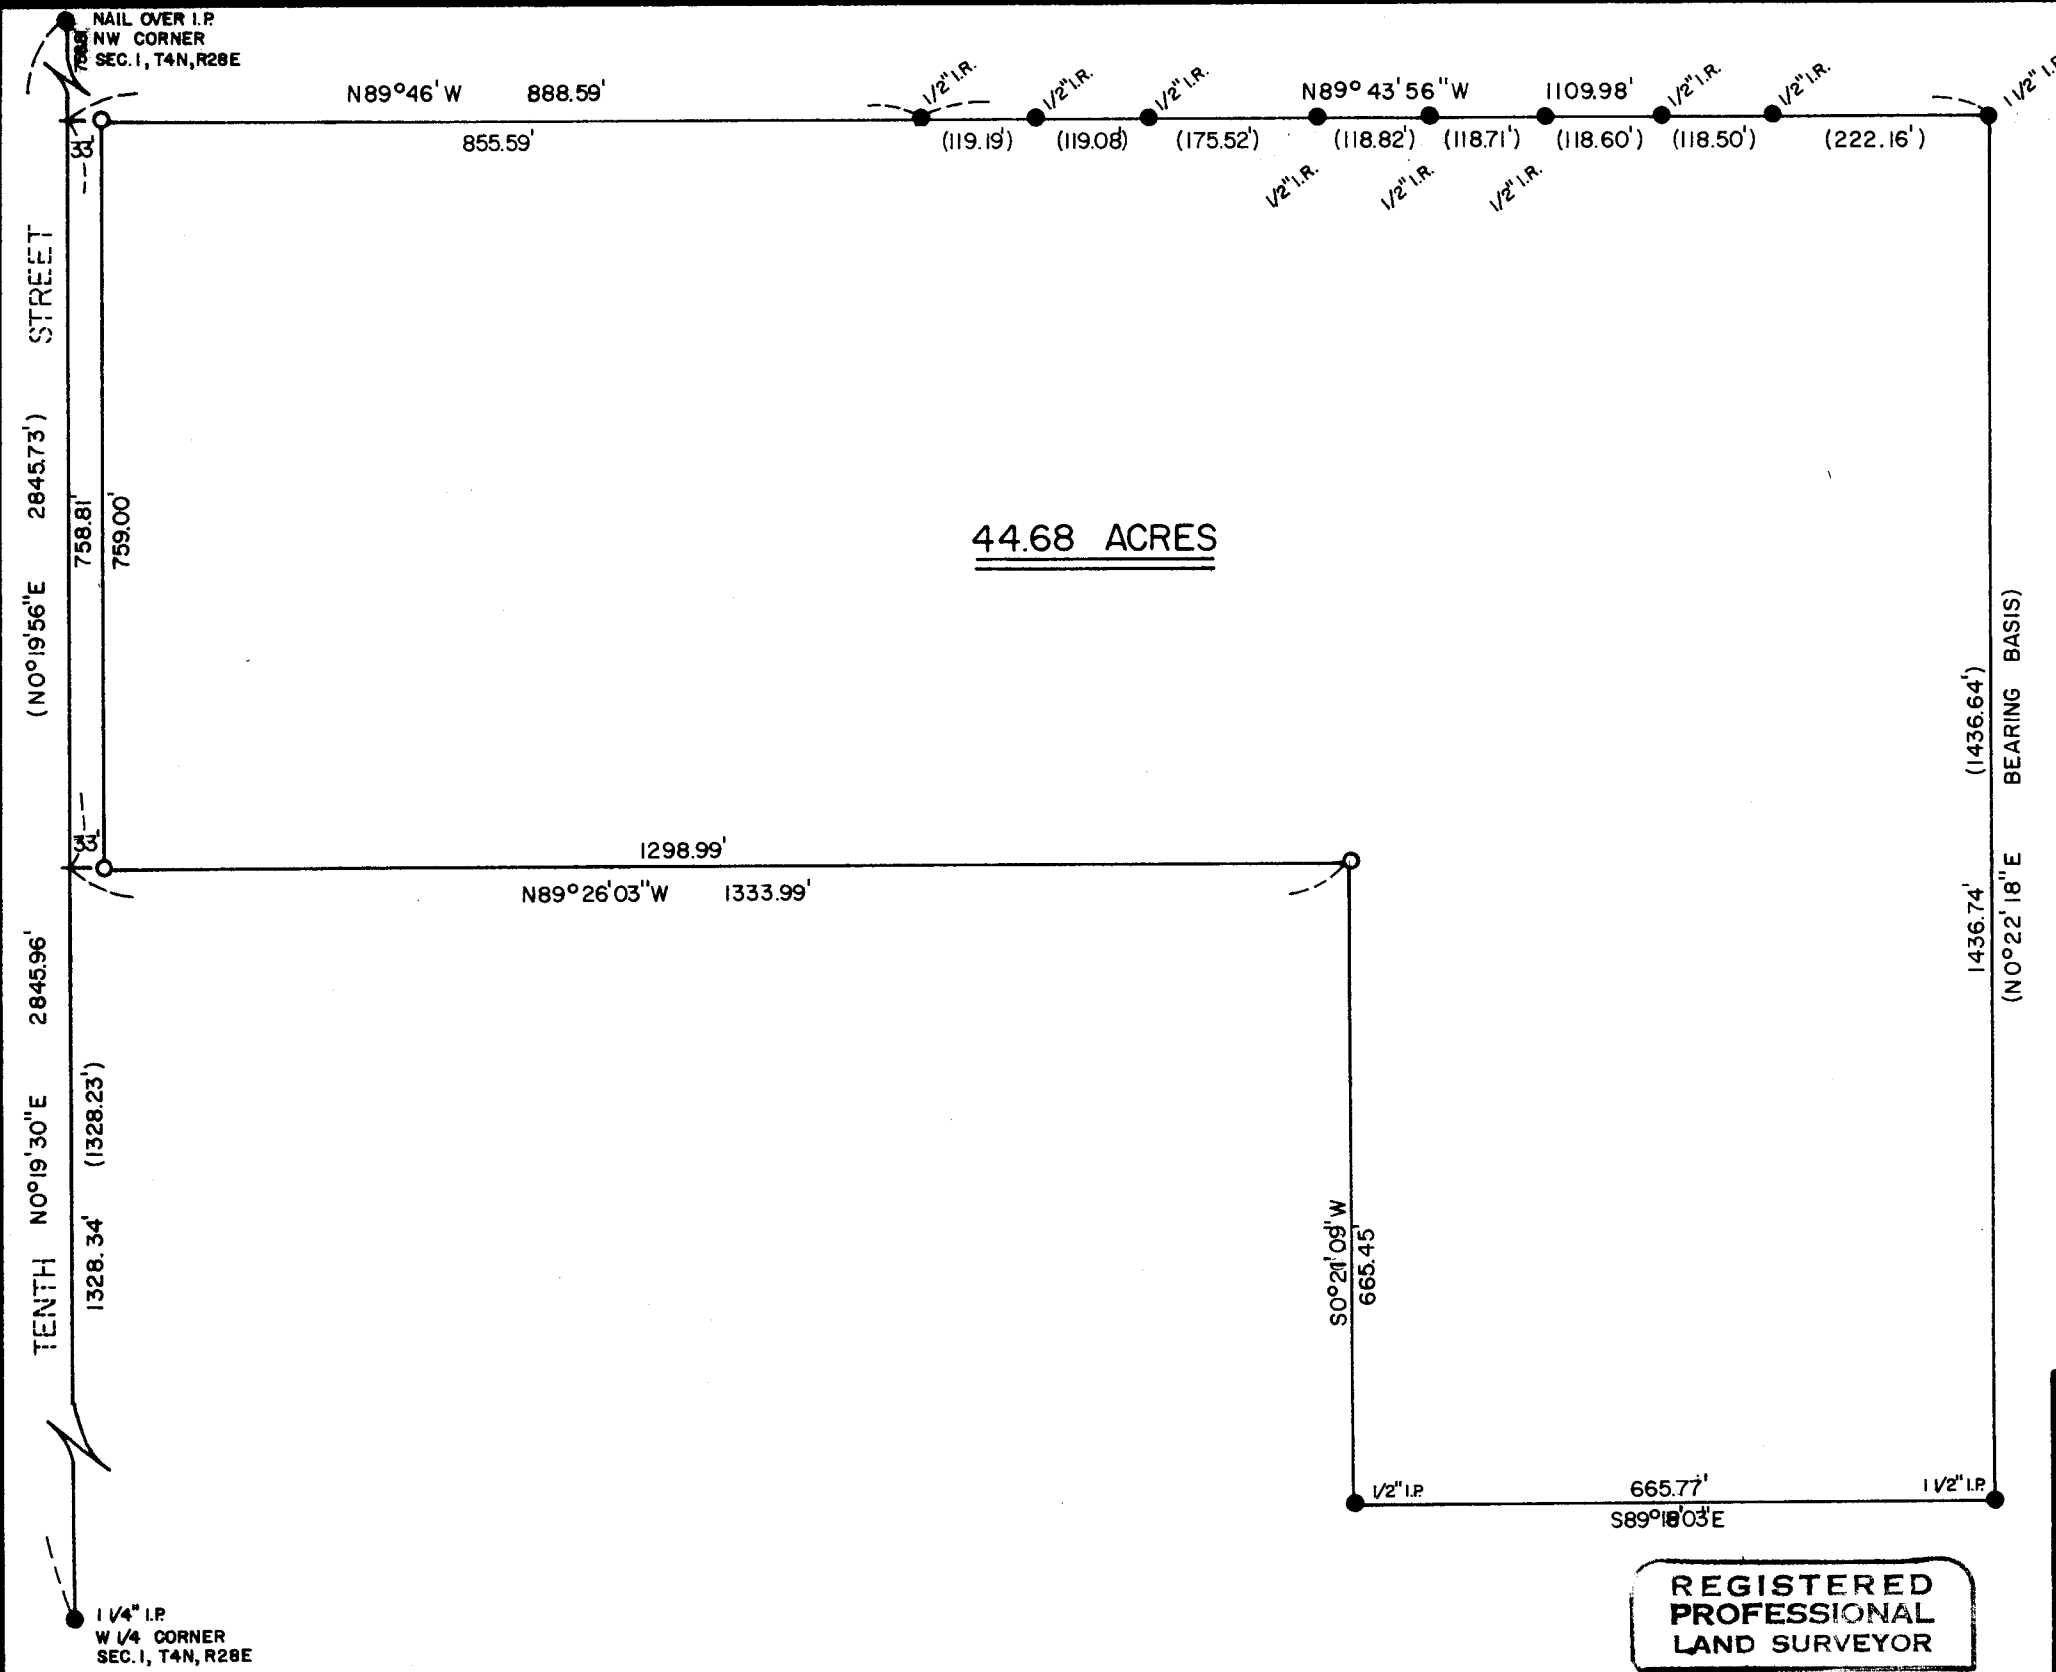 NAIL OVER I.P.
NW CORNER
SEC. 1, T4N, R28E
758.81'
N89°46'W 888.59'
855.59'
1/2" I.R.
1/2" I.R.
1/2" I.R.
N89°43'56"W 1109.98'
1/2" I.R.
1/2" I.R.
1 1/2" I.P.
(119.19') (119.08') (175.52') (118.82') (118.71') (118.60') (118.50') (222.16')
1/2" I.R.
1/2" I.R.
1/2" I.R.
33'
STREET
(N0°19'56"E 2845.73')
758.81'
759.00'
44.68 ACRES
(1436.64')
BEARING BASIS)
1436.74'
(N0°22'18"E
33'
1298.99'
N89°26'03"W 1333.99'
TENTH N0°19'30"E 2845.96'
1328.34' (1328.23')
665.45'
1/2" I.P.
665.77'
1 1/2" I.P.
1 1/4" I.P.
W 1/4 CORNER
SEC. 1, T4N, R28E
REGISTERED
PROFESSIONAL
LAND SURVEYOR